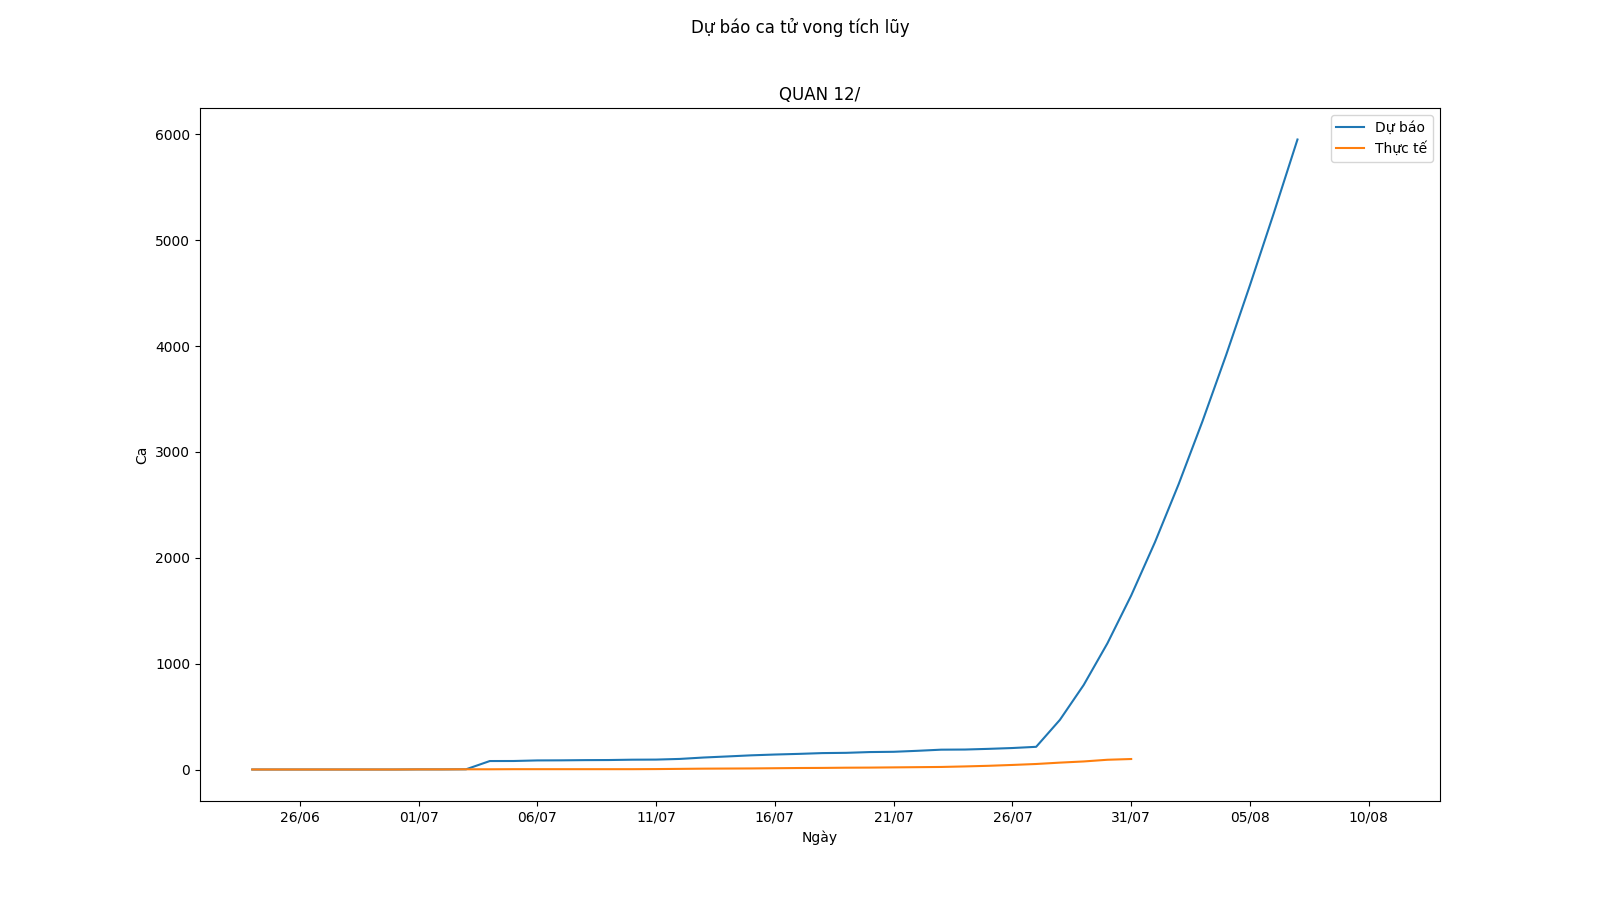 Dự báo ca tử vong tích lũy
QUAN 12/
Dự báo
Thực tế
6000
5000
4000
3000
2000
1000
0
Ca
26/06 01/07 06/07 11/07 16/07 21/07 26/07 31/07 05/08 10/08
Ngày